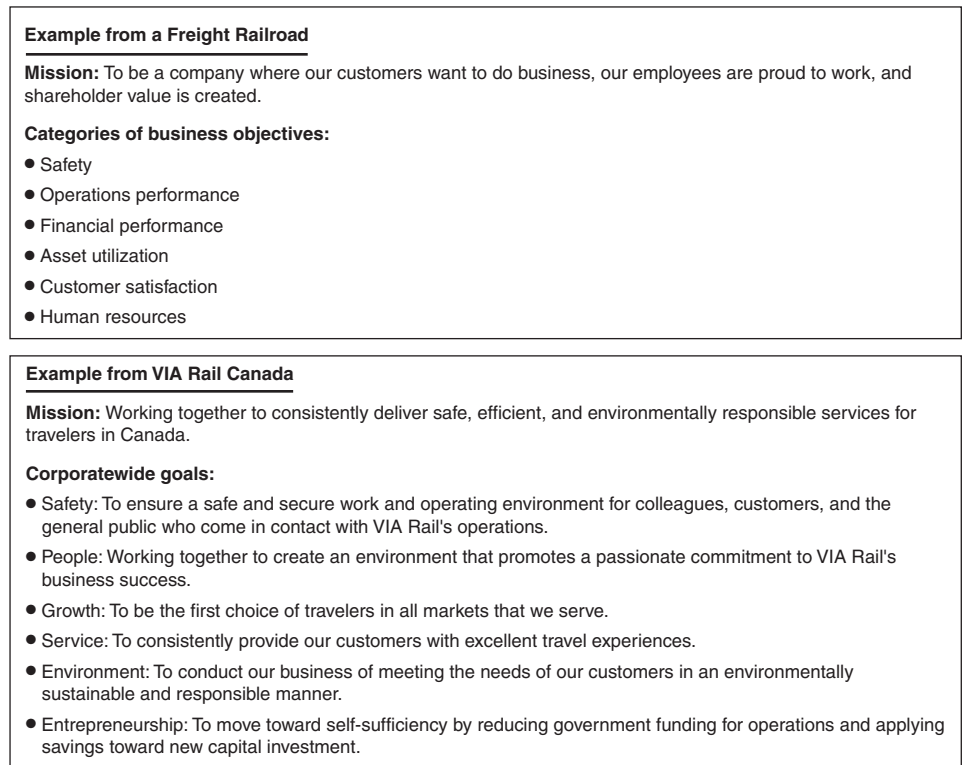 Example from a Freight Railroad
Mission: To be a company where our customers want to do business, our employees are proud to work, and
shareholder value is created.
Categories of business objectives:
● Safety
● Operations performance
● Financial performance
● Asset utilization
● Customer satisfaction
● Human resources
Example from VIA Rail Canada
Mission: Working together to consistently deliver safe, efficient, and environmentally responsible services for
travelers in Canada.
Corporatewide goals:
● Safety: To ensure a safe and secure work and operating environment for colleagues, customers, and the
general public who come in contact with VIA Rail's operations.
● People: Working together to create an environment that promotes a passionate commitment to VIA Rail's
business success.
● Growth: To be the first choice of travelers in all markets that we serve.
● Service: To consistently provide our customers with excellent travel experiences.
● Environment: To conduct our business of meeting the needs of our customers in an environmentally
sustainable and responsible manner.
● Entrepreneurship: To move toward self-sufficiency by reducing government funding for operations and applying
savings toward new capital investment.